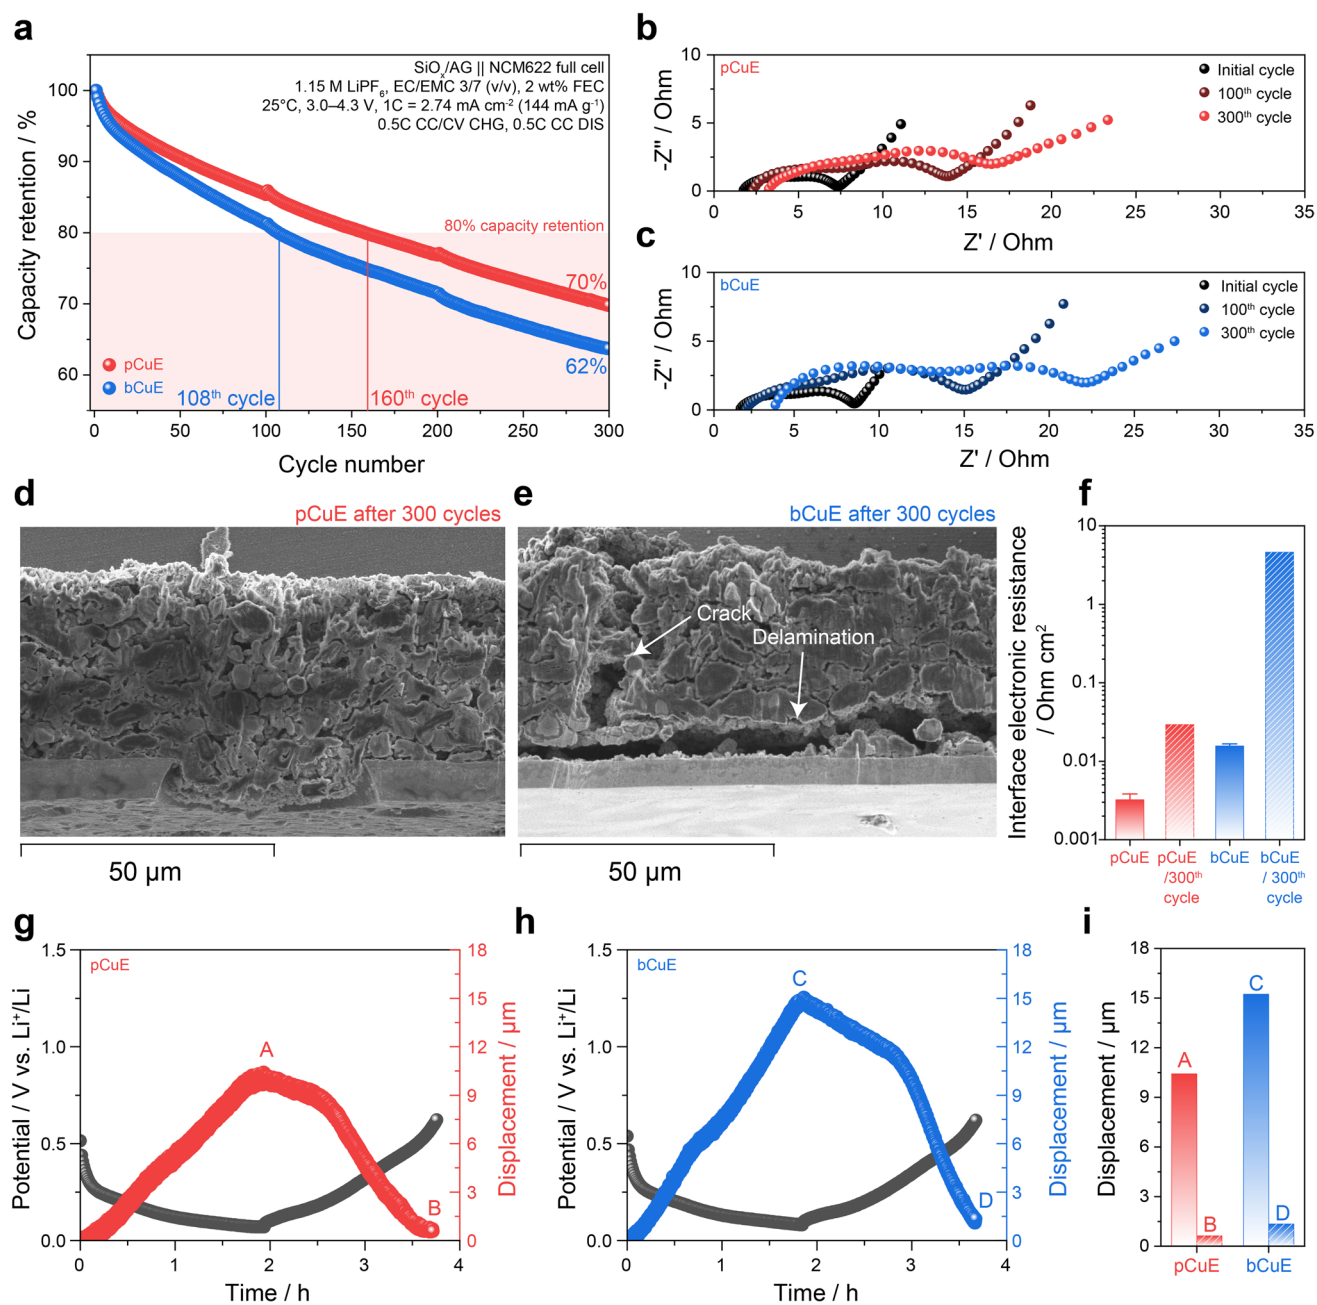 a
100
90
80
70
60
Capacity retention / %
SiOₓ/AG || NCM622 full cell
1.15 M LiPF₆, EC/EMC 3/7 (v/v), 2 wt% FEC
25°C, 3.0–4.3 V, 1C = 2.74 mA cm⁻² (144 mA g⁻¹)
0.5C CC/CV CHG, 0.5C CC DIS
80% capacity retention
70%
62%
pCuE
bCuE
108ᵗʰ cycle
160ᵗʰ cycle
0 50 100 150 200 250 300
Cycle number
b
pCuE
Initial cycle
100ᵗʰ cycle
300ᵗʰ cycle
10
5
0
-Z'' / Ohm
0 5 10 15 20 25 30 35
Z' / Ohm
c
bCuE
Initial cycle
100ᵗʰ cycle
300ᵗʰ cycle
10
5
0
-Z'' / Ohm
0 5 10 15 20 25 30 35
Z' / Ohm
d
pCuE after 300 cycles
50 µm
e
bCuE after 300 cycles
Crack
Delamination
50 µm
f
Interface electronic resistance
/ Ohm cm²
10
1
0.1
0.01
0.001
pCuE
pCuE
/300ᵗʰ
cycle
bCuE
bCuE
/ 300ᵗʰ
cycle
g
pCuE
Potential / V vs. Li⁺/Li
1.5
1.0
0.5
0.0
A
B
18
15
12
9
6
3
0
Displacement / µm
0 1 2 3 4
Time / h
h
bCuE
Potential / V vs. Li⁺/Li
1.5
1.0
0.5
0.0
C
D
18
15
12
9
6
3
0
Displacement / µm
0 1 2 3 4
Time / h
i
Displacement / µm
18
15
12
9
6
3
0
A
B
C
D
pCuE bCuE